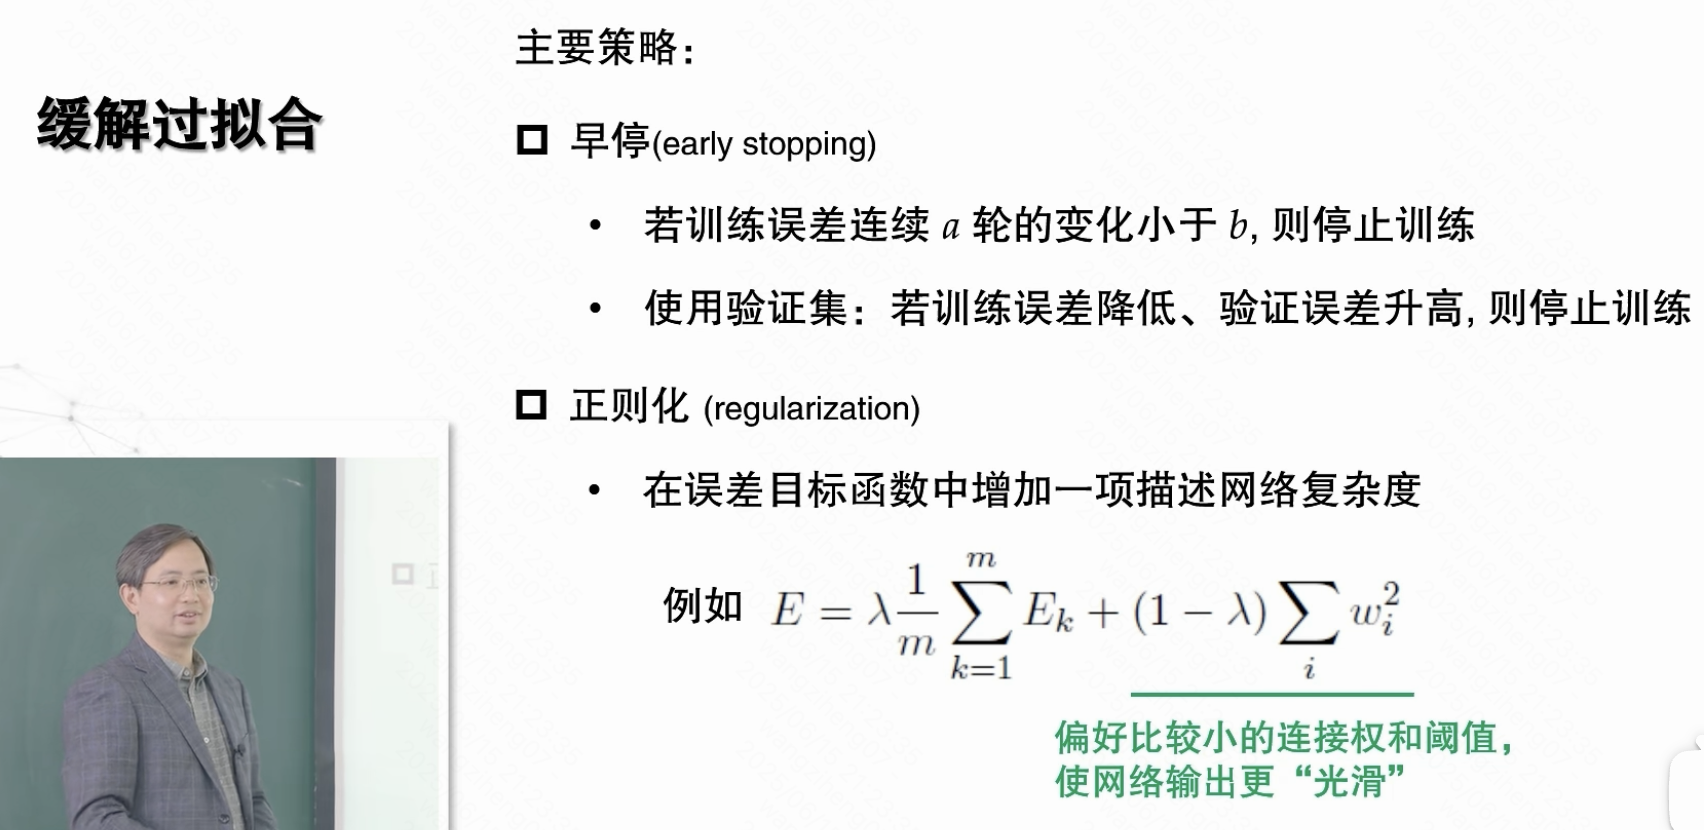 缓解过拟合
主要策略：
早停(early stopping)
• 若训练误差连续 a 轮的变化小于 b, 则停止训练
• 使用验证集：若训练误差降低、验证误差升高, 则停止训练
正则化 (regularization)
• 在误差目标函数中增加一项描述网络复杂度
例如 E = λ \frac{1}{m} \sum_{k=1}^{m} E_k + (1 − λ) \sum_i w_i^2
偏好比较小的连接权和阈值，
使网络输出更“光滑”